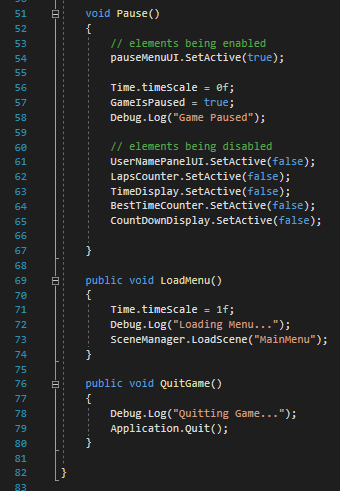 51 void Pause()
52 {
53 // elements being enabled
54 pauseMenuUI.SetActive(true);
55
56 Time.timeScale = 0f;
57 GameIsPaused = true;
58 Debug.Log("Game Paused");
59
60 // elements being disabled
61 UserNamePanelUI.SetActive(false);
62 LapsCounter.SetActive(false);
63 TimeDisplay.SetActive(false);
64 BestTimeCounter.SetActive(false);
65 CountDownDisplay.SetActive(false);
66
67 }
68
69 public void LoadMenu()
70 {
71 Time.timeScale = 1f;
72 Debug.Log("Loading Menu...");
73 SceneManager.LoadScene("MainMenu");
74 }
75
76 public void QuitGame()
77 {
78 Debug.Log("Quitting Game...");
79 Application.Quit();
80 }
81
82 }
83